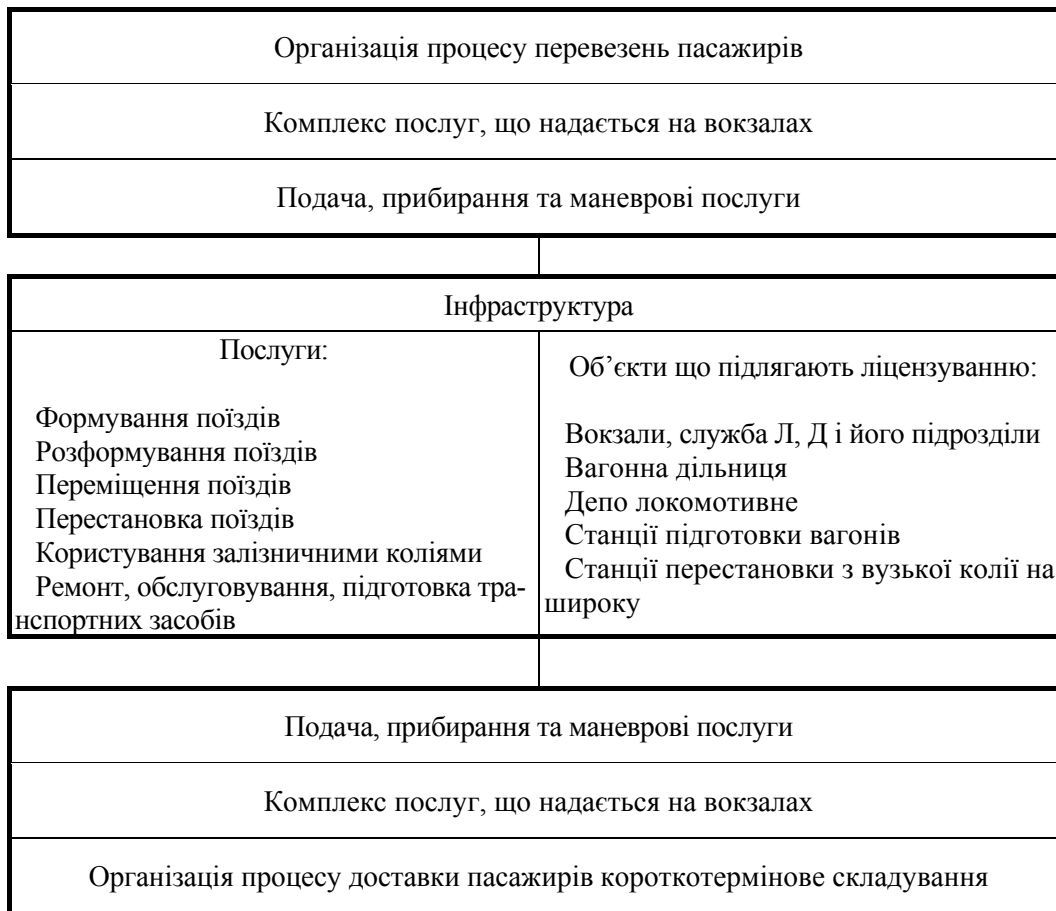 Організація процесу перевезень пасажирів
Комплекс послуг, що надається на вокзалах
Подача, прибирання та маневрові послуги
Інфраструктура
Послуги:
Формування поїздів
Розформування поїздів
Переміщення поїздів
Перестановка поїздів
Користування залізничними коліями
Ремонт, обслуговування, підготовка тра-
нспортних засобів
Об’єкти що підлягають ліцензуванню:
Вокзали, служба Л, Д і його підрозділи
Вагонна дільниця
Депо локомотивне
Станції підготовки вагонів
Станції перестановки з вузької колії на
широку
Подача, прибирання та маневрові послуги
Комплекс послуг, що надається на вокзалах
Організація процесу доставки пасажирів короткотермінове складування